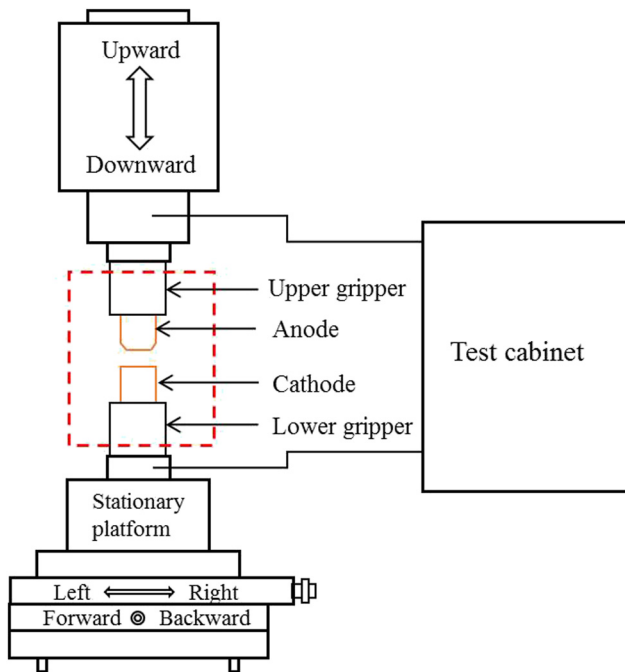 Upward
Downward
Upper gripper
Anode
Test cabinet
Cathode
Lower gripper
Stationary
platform
Left Right
Forward Backward